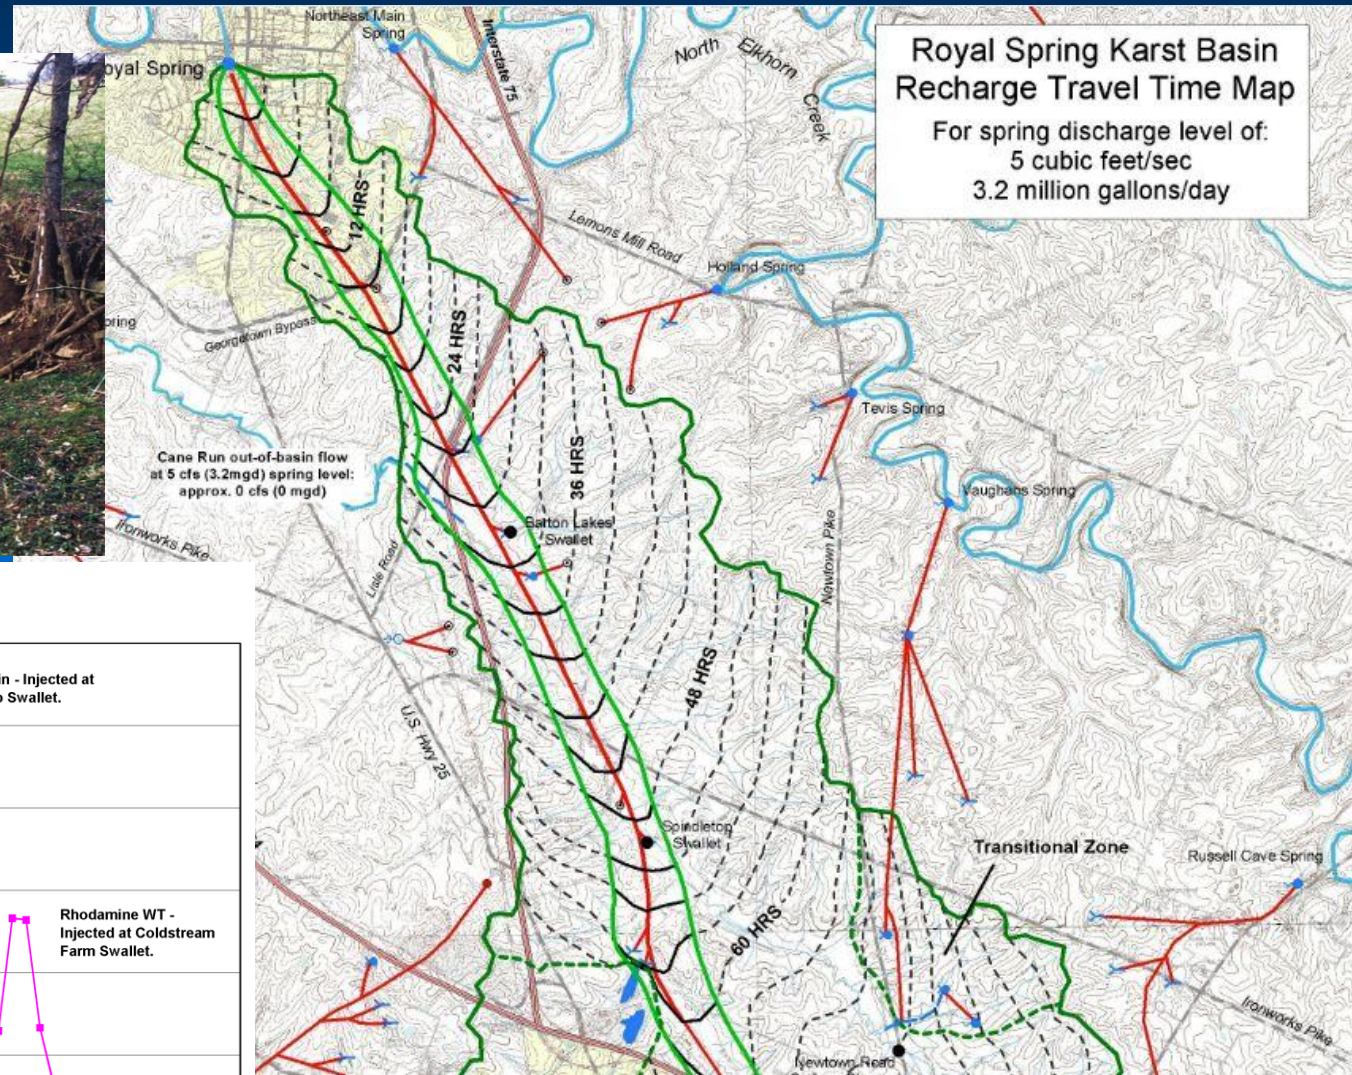 Royal Spring Karst Basin
Recharge Travel Time Map
For spring discharge level of:
5 cubic feet/sec
3.2 million gallons/day
Northeast Main
Spring
oyal Spring
Interstate 75
North Elkhorn
Creek
12 HRS
Lemons Mill Road
Holland Spring
pring
Georgetown Bypass
24 HRS
Tevis Spring
Cane Run out-of-basin flow
at 5 cfs (3.2mgd) spring level:
approx. 0 cfs (0 mgd)
36 HRS
Vaughans Spring
Ironworks Pike
Lisle Road
Barton Lakes
Swallet
Newtown Pike
48 HRS
U.S. Hwy 25
in - Injected at
o Swallet.
Spindletop
Swallet
Transitional Zone
Russell Cave Spring
Rhodamine WT -
Injected at Coldstream
Farm Swallet.
60 HRS
Ironworks Pike
Newtown Road